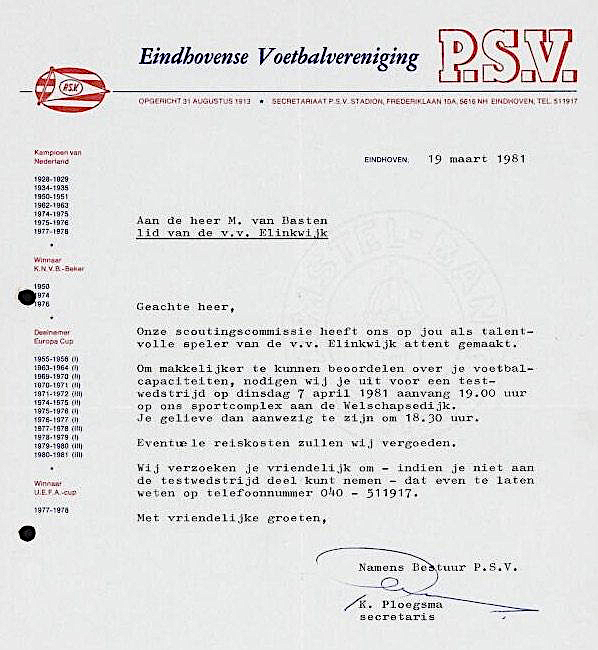 Eindhovense Voetbalvereniging P.S.V.
P.S.V.
OPGERICHT 31 AUGUSTUS 1913 ★ SECRETARIAAT P.S.V. STADION, FREDERIKLAAN 10A, 5616 NH EINDHOVEN, TEL. 511917
Kampioen van
Nederland
1928-1929
1934-1935
1950-1951
1962-1963
1974-1975
1975-1976
1977-1978
Winnaar
K.N.V.B.-Beker
1950
1974
1976
Deelnemer
Europa Cup
1955-1956 (I)
1963-1964 (I)
1969-1970 (II)
1970-1971 (II)
1971-1972 (III)
1974-1975 (II)
1975-1976 (I)
1976-1977 (I)
1977-1978 (III)
1978-1979 (I)
1979-1980 (III)
1980-1981 (III)
Winnaar
U.E.F.A.-cup
1977-1978
EINDHOVEN, 19 maart 1981
Aan de heer M. van Basten
lid van de v.v. Elinkwijk
Geachte heer,
Onze scoutingscommissie heeft ons op jou als talent-
volle speler van de v.v. Elinkwijk attent gemaakt.
Om makkelijker te kunnen beoordelen over je voetbal-
capaciteiten, nodigen wij je uit voor een test-
wedstrijd op dinsdag 7 april 1981 aanvang 19.00 uur
op ons sportcomplex aan de Welschapsedijk.
Je gelieve dan aanwezig te zijn om 18.30 uur.
Eventuele reiskosten zullen wij vergoeden.
Wij verzoeken je vriendelijk om - indien je niet aan
de testwedstrijd deel kunt nemen - dat even te laten
weten op telefoonnummer 040 - 511917.
Met vriendelijke groeten,
Namens Bestuur P.S.V.
K. Ploegsma
secretaris